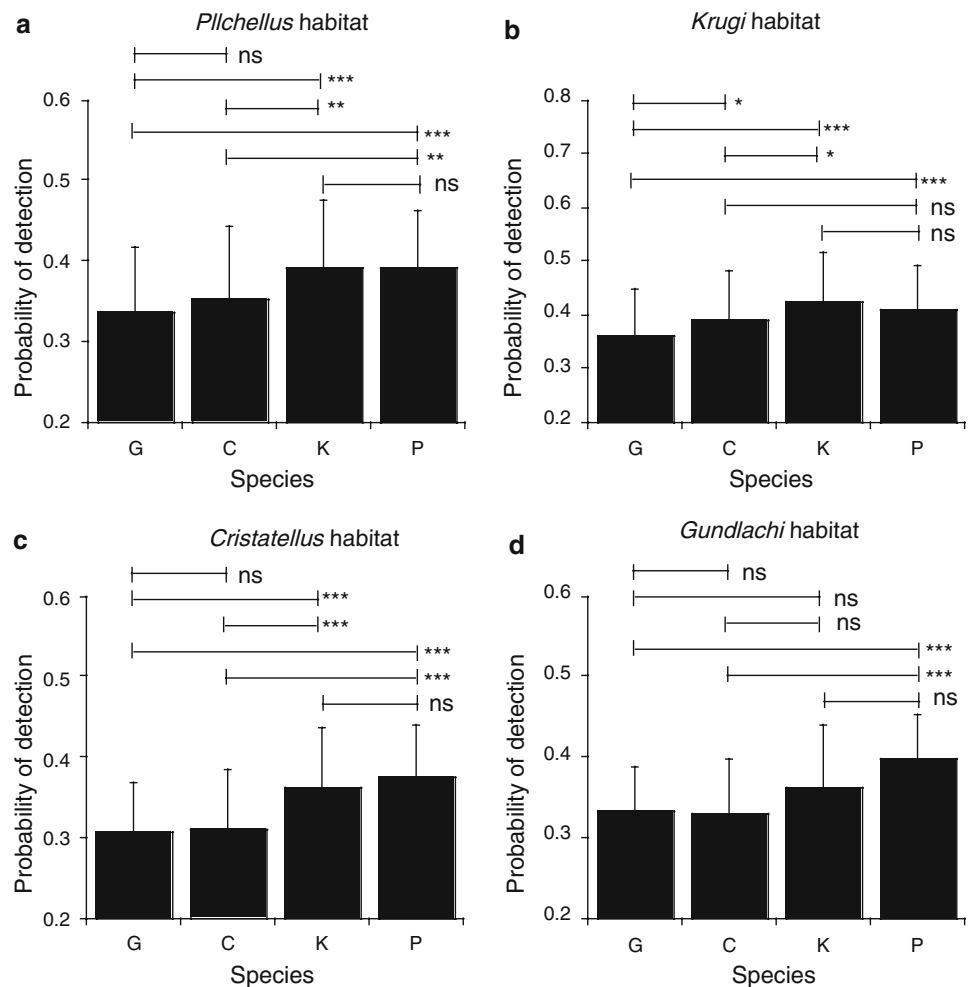 a
Pllchellus habitat
ns
***
**
***
**
ns
0.6
0.5
0.4
0.3
0.2
Probability of detection
G C K P
Species
b
Krugi habitat
*
***
*
***
ns
ns
0.8
0.7
0.6
0.5
0.4
0.3
0.2
Probability of detection
G C K P
Species
c
Cristatellus habitat
ns
***
***
***
***
ns
0.6
0.5
0.4
0.3
0.2
Probability of detection
G C K P
Species
d
Gundlachi habitat
ns
ns
ns
***
***
ns
0.6
0.5
0.4
0.3
0.2
Probability of detection
G C K P
Species